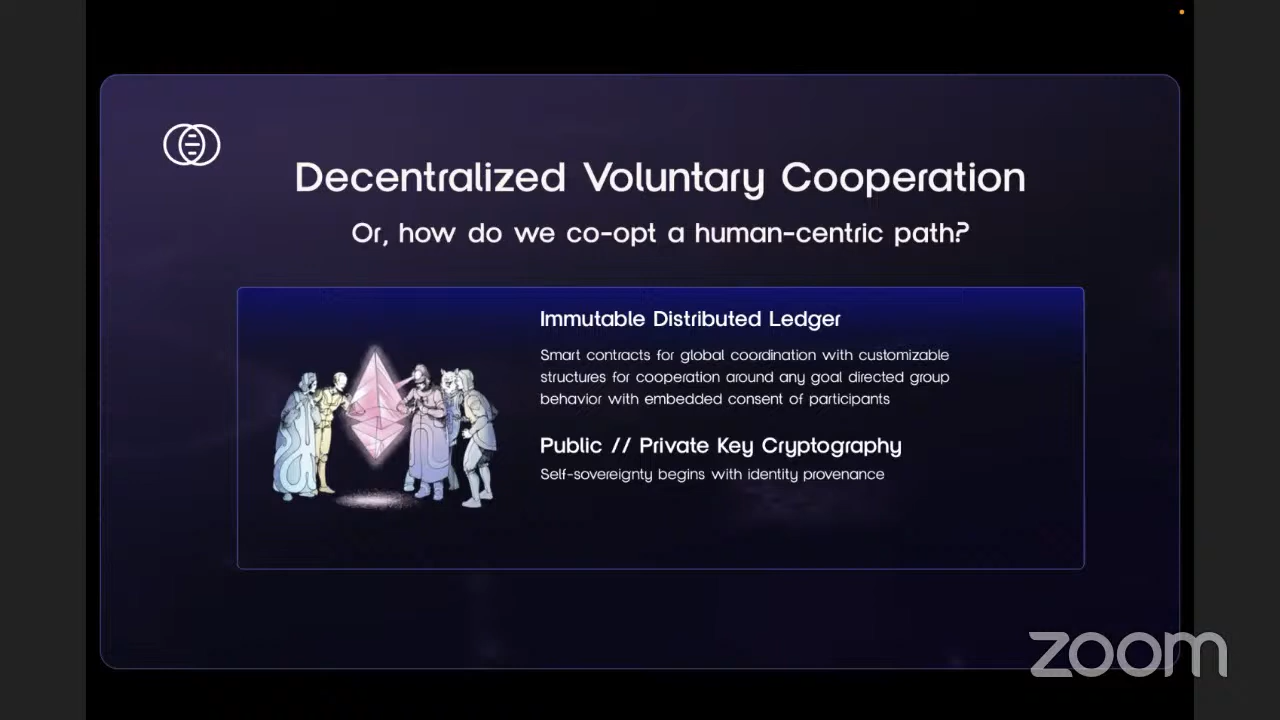 Decentralized Voluntary Cooperation
Or, how do we co-opt a human-centric path?
Immutable Distributed Ledger
Smart contracts for global coordination with customizable
structures for cooperation around any goal directed group
behavior with embedded consent of participants
Public // Private Key Cryptography
Self-sovereignty begins with identity provenance
zoom